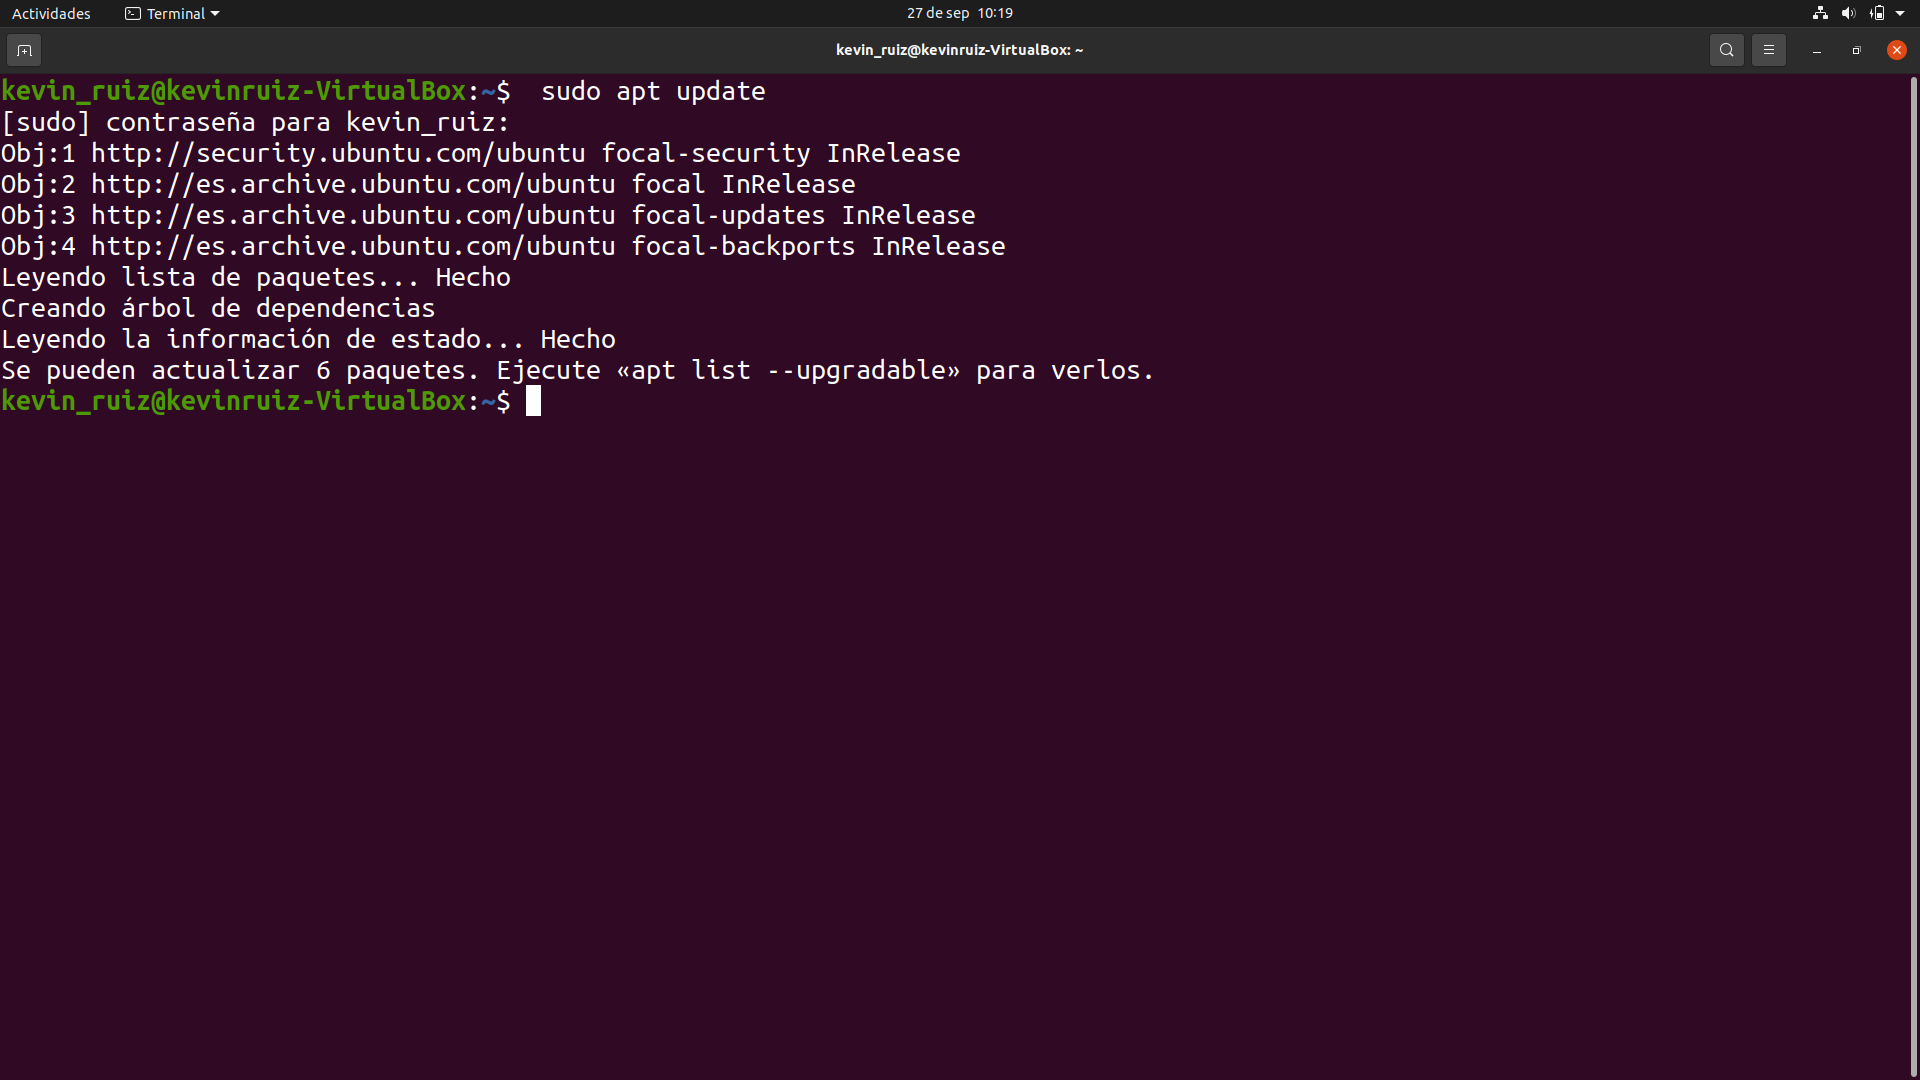 Actividades Terminal 27 de sep 10:19
kevin_ruiz@kevinruiz-VirtualBox: ~
kevin_ruiz@kevinruiz-VirtualBox:~$  sudo apt update
[sudo] contraseña para kevin_ruiz:
Obj:1 http://security.ubuntu.com/ubuntu focal-security InRelease
Obj:2 http://es.archive.ubuntu.com/ubuntu focal InRelease
Obj:3 http://es.archive.ubuntu.com/ubuntu focal-updates InRelease
Obj:4 http://es.archive.ubuntu.com/ubuntu focal-backports InRelease
Leyendo lista de paquetes... Hecho
Creando árbol de dependencias
Leyendo la información de estado... Hecho
Se pueden actualizar 6 paquetes. Ejecute «apt list --upgradable» para verlos.
kevin_ruiz@kevinruiz-VirtualBox:~$